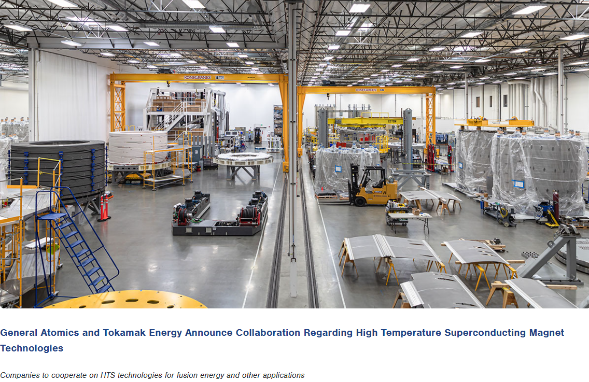 General Atomics and Tokamak Energy Announce Collaboration Regarding High Temperature Superconducting Magnet
Technologies
Companies to cooperate on HTS technologies for fusion energy and other applications